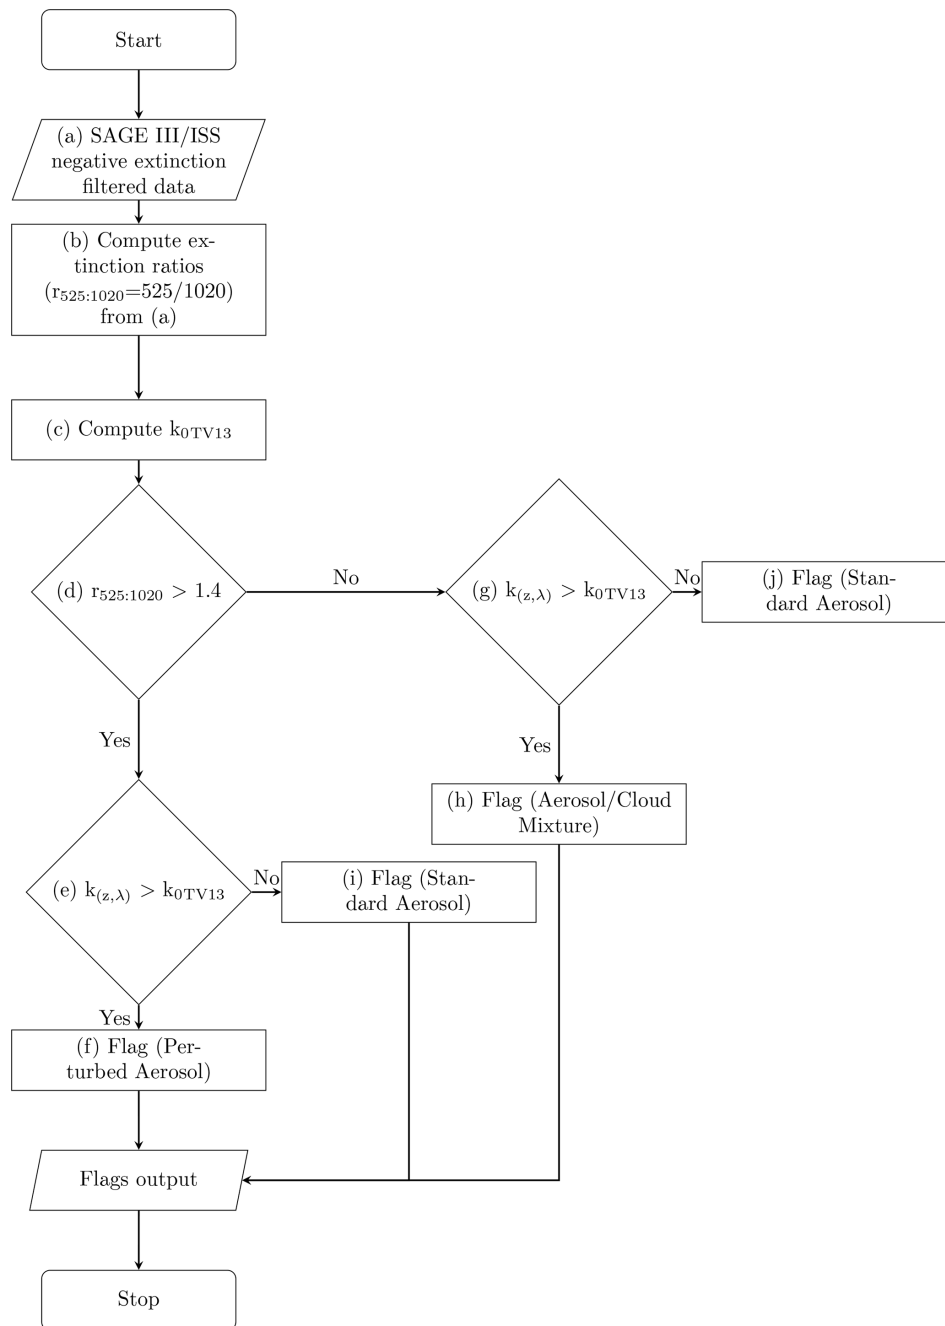 Start
(a) SAGE III/ISS
negative extinction
filtered data
(b) Compute ex-
tinction ratios
(r525:1020=525/1020)
from (a)
(c) Compute k0TV13
(d) r525:1020 > 1.4
No
(g) k(z,λ) > k0TV13
No
(j) Flag (Stan-
dard Aerosol)
Yes
Yes
(h) Flag (Aerosol/Cloud
Mixture)
(e) k(z,λ) > k0TV13
No
(i) Flag (Stan-
dard Aerosol)
Yes
(f) Flag (Per-
turbed Aerosol)
Flags output
Stop